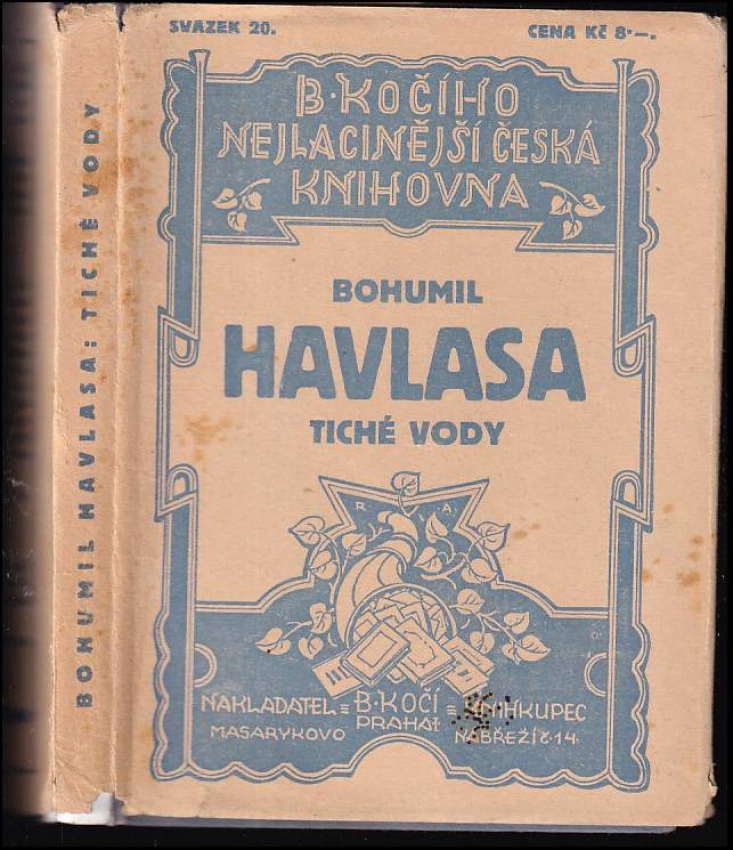 SVAZEK 20.
CENA Kč 8·—.
B·KOČÍHO
NEJLACINĚJŠÍ ČESKÁ
KNIHOVNA
BOHUMIL
HAVLASA
TICHÉ VODY
R. A.
NAKLADATEL = B·KOČÍ = KNIHKUPEC
PRAHA I
MASARYKOVO NÁBŘEŽÍ č·14·
BOHUMIL HAVLASA: TICHÉ VODY